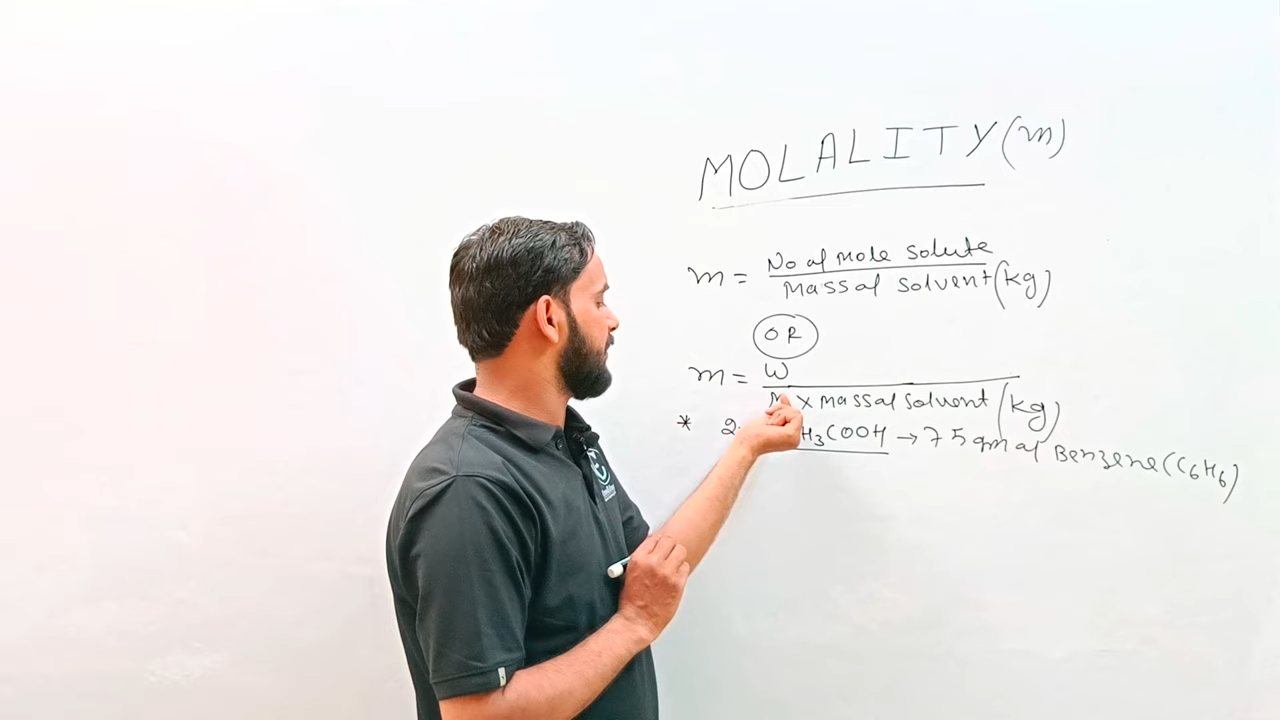 MOLALITY (m)
m = No of Mole Solute
Mass of Solvent (kg)
OR
m = W
M × Mass of Solvent (kg)
* 2. H₃COOH → 75 gm of Benzene (C₆H₆)